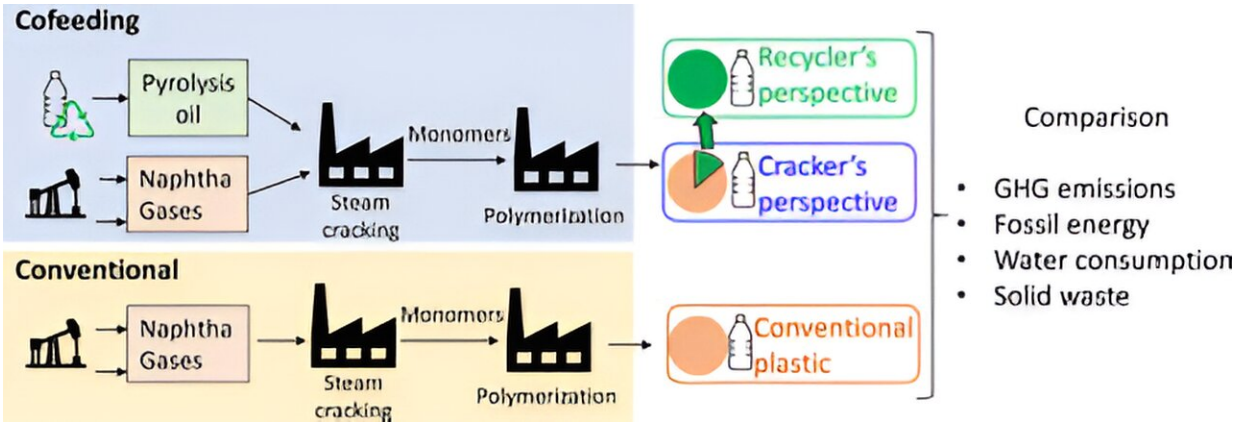 Cofeeding
Pyrolysis
oil
Naphtha
Gases
Steam
cracking
Monomers
Polymerization
Recycler's
perspective
Cracker's
perspective
Conventional
Naphtha
Gases
Steam
cracking
Monomers
Polymerization
Conventional
plastic
Comparison
• GHG emissions
• Fossil energy
• Water consumption
• Solid waste